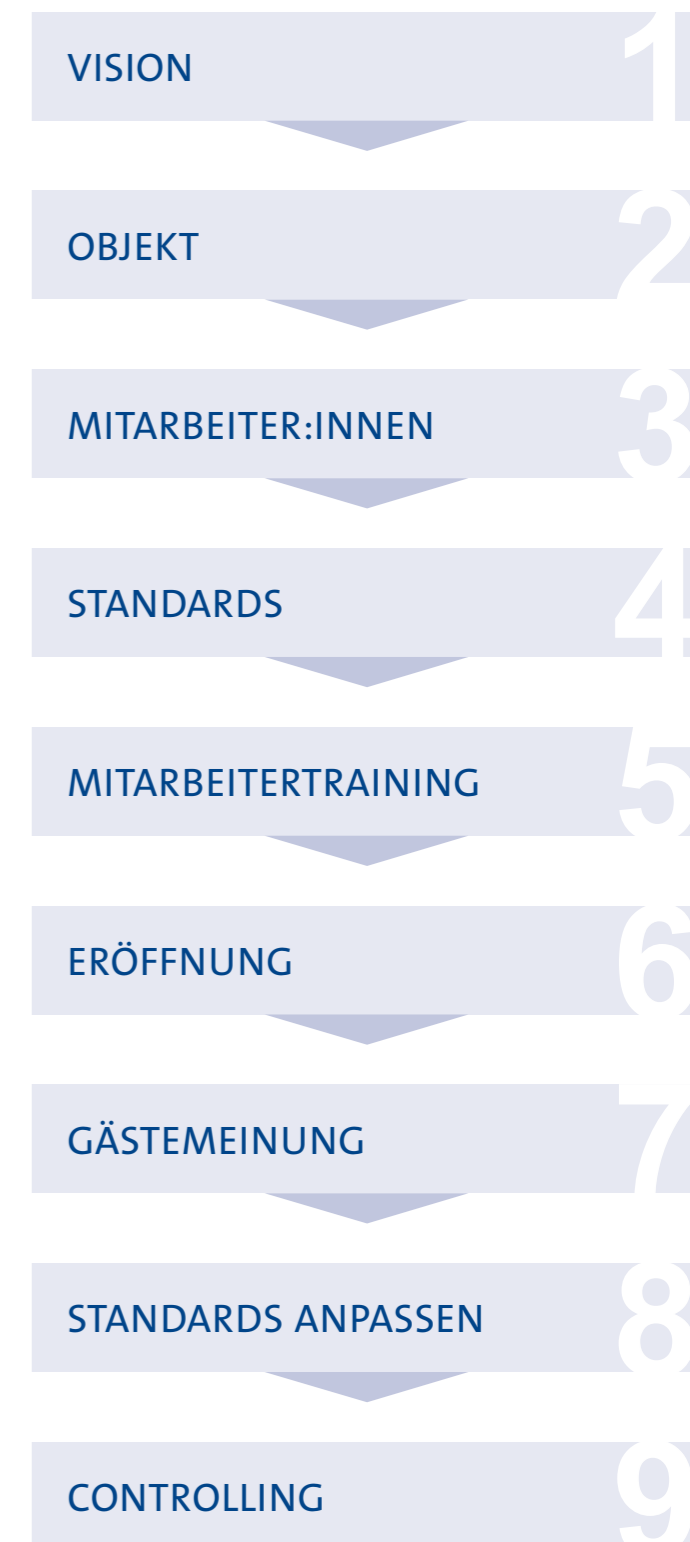 VISION 1
OBJEKT 2
MITARBEITER:INNEN 3
STANDARDS 4
MITARBEITERTRAINING 5
ERÖFFNUNG 6
GÄSTEMEINUNG 7
STANDARDS ANPASSEN 8
CONTROLLING 9